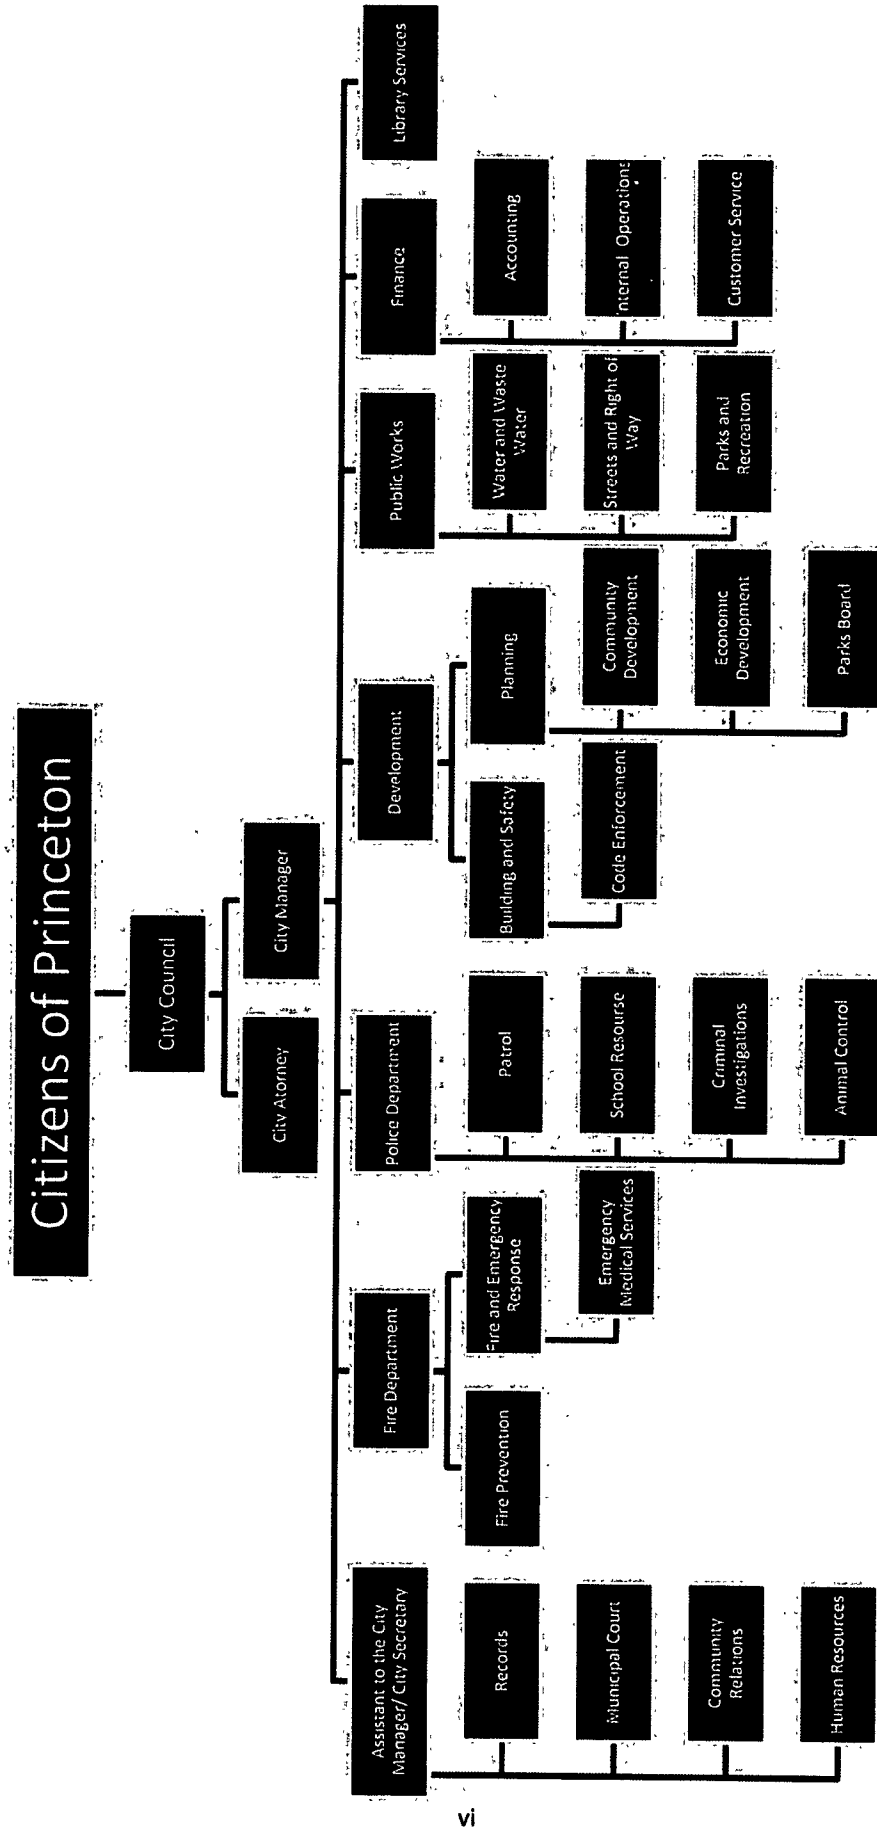 Citizens of Princeton
City Council
City Atorney
City Manager
Assistant to the City
Manager/ City Secretary
Fire Department
Police Department
Development
Public Works
Finance
Library Services
Records
Municipal Court
Community
Relations
Human Resources
Fire Prevention
Fire and Emergency
Response
Emergency
Medical Services
Patrol
School Resourse
Criminal
Investigations
Animal Control
Building and Safety
Code Enforcement
Planning
Community
Development
Economic
Development
Parks Board
Water and Waste
Water
Streets and Right of
Way
Parks and
Recreation
Accounting
Internal Operations
Customer Service
vi